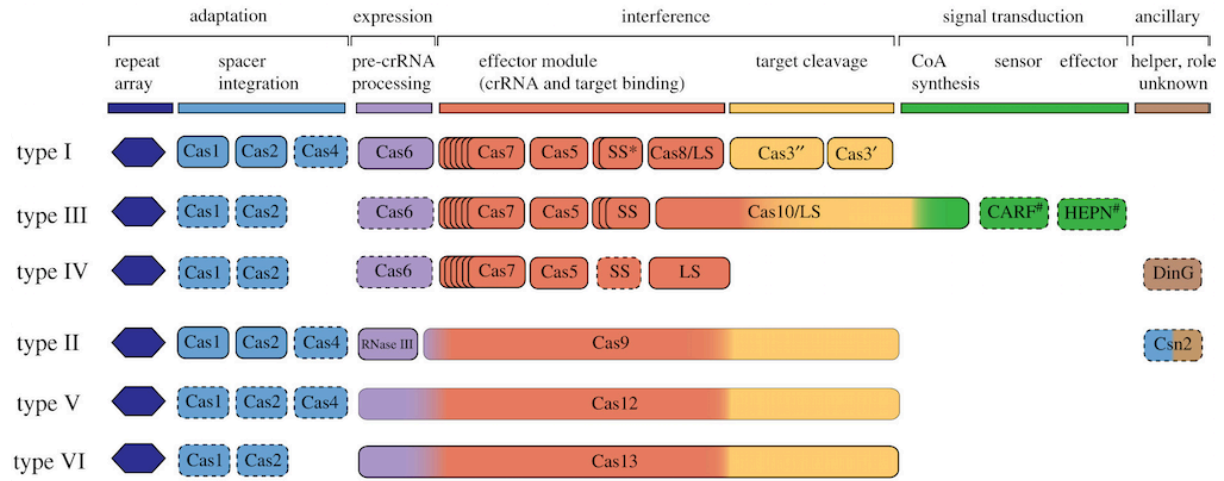 adaptation expression interference signal transduction ancillary
repeat array spacer integration pre-crRNA processing effector module (crRNA and target binding) target cleavage CoA synthesis sensor effector helper, role unknown
type I Cas1 Cas2 Cas4 Cas6 Cas7 Cas5 SS* Cas8/LS Cas3″ Cas3′
type III Cas1 Cas2 Cas6 Cas7 Cas5 SS Cas10/LS CARF# HEPN#
type IV Cas1 Cas2 Cas6 Cas7 Cas5 SS LS DinG
type II Cas1 Cas2 Cas4 RNase III Cas9 Csn2
type V Cas1 Cas2 Cas4 Cas12
type VI Cas1 Cas2 Cas13